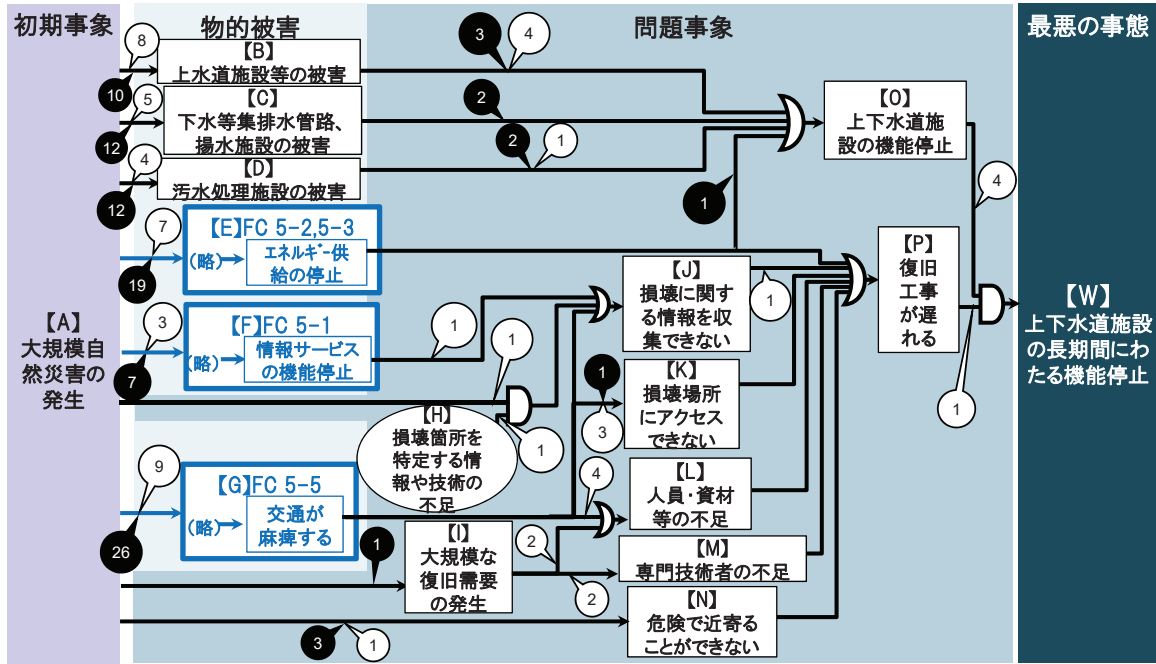 初期事象
物的被害
問題事象
最悪の事態
【A】
大規模自
然災害の
発生
8
10
【B】
上水道施設等の被害
3
4
5
12
【C】
下水等集排水管路、
揚水施設の被害
2
4
12
【D】
汚水処理施設の被害
2
1
1
【O】
上下水道施
設の機能停止
4
7
19
【E】FC 5-2,5-3
(略)
エネルギー供
給の停止
3
7
【F】FC 5-1
(略)
情報サービス
の機能停止
1
1
【H】
損壊箇所を
特定する情
報や技術の
不足
1
【J】
損壊に関す
る情報を収
集できない
1
【P】
復旧
工事
が遅
れる
1
【W】
上下水道施設
の長期間にわ
たる機能停止
1
3
【K】
損壊場所
にアクセス
できない
9
26
【G】FC 5-5
(略)
交通が
麻痺する
4
【L】
人員・資材
等の不足
1
【I】
大規模な
復旧需要
の発生
2
2
【M】
専門技術者の不足
3
1
【N】
危険で近寄る
ことができない